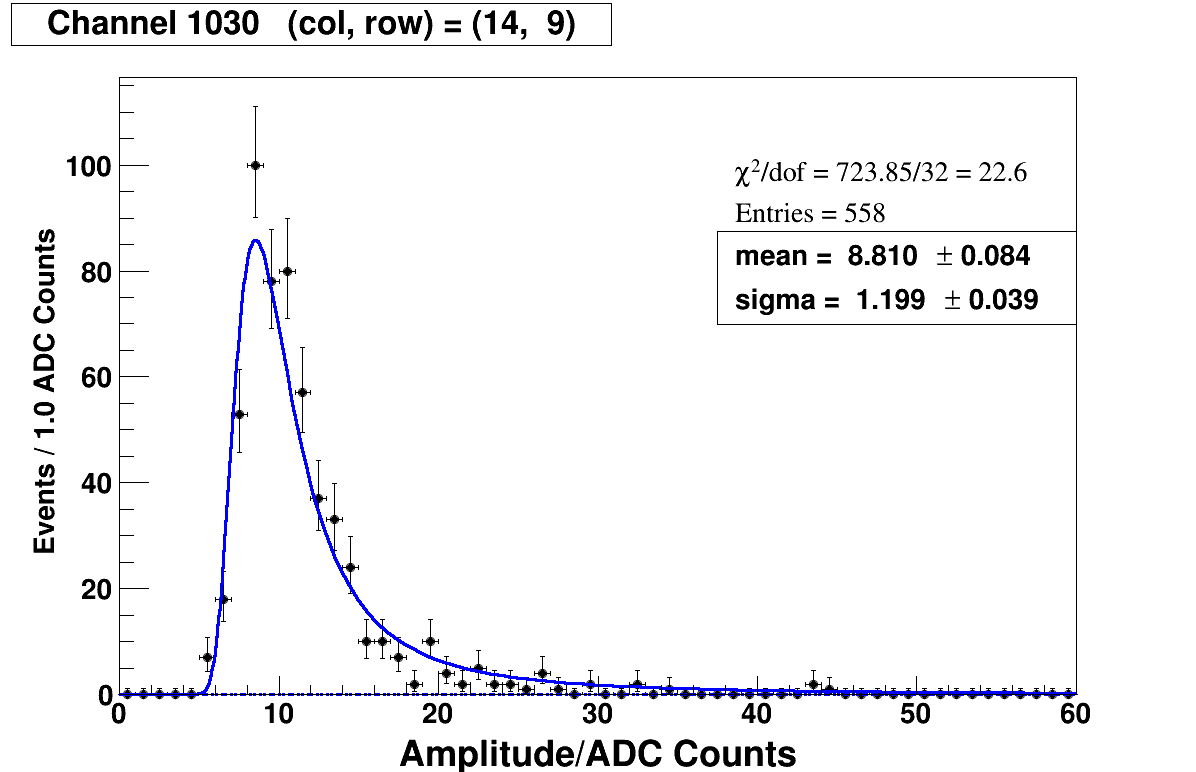 Channel 1030 (col, row) = (14, 9)
χ²/dof = 723.85/32 = 22.6
Entries = 558
mean = 8.810 ± 0.084
sigma = 1.199 ± 0.039
Events / 1.0 ADC Counts
100
80
60
40
20
0
0 10 20 30 40 50 60
Amplitude/ADC Counts